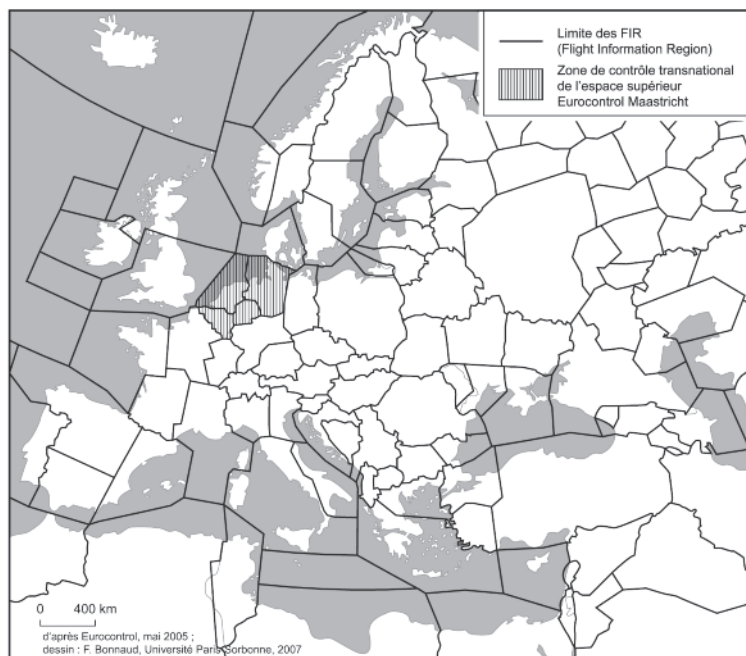 Limite des FIR
(Flight Information Region)
Zone de contrôle transnational
de l'espace supérieur
Eurocontrol Maastricht
0 400 km
d'après Eurocontrol, mai 2005 ;
dessin : F. Bonnaud, Université Paris-Sorbonne, 2007